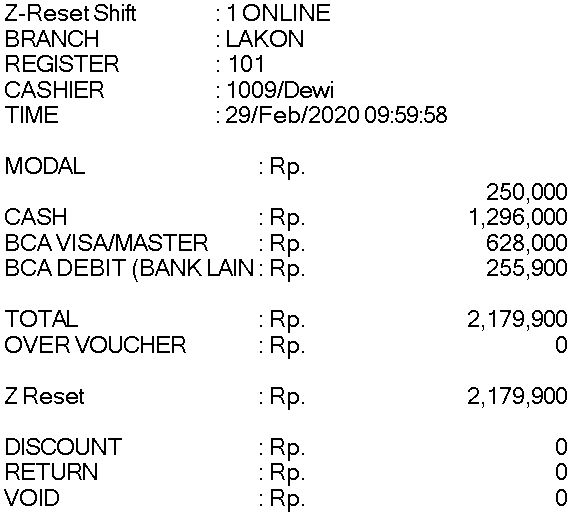 Z-Reset Shift : 1 ONLINE
BRANCH : LAKON
REGISTER : 101
CASHIER : 1009/Dewi
TIME : 29/Feb/2020 09:59:58
MODAL : Rp.
250,000
CASH : Rp. 1,296,000
BCA VISA/MASTER : Rp. 628,000
BCA DEBIT (BANK LAIN : Rp. 255,900
TOTAL : Rp. 2,179,900
OVER VOUCHER : Rp. 0
Z Reset : Rp. 2,179,900
DISCOUNT : Rp. 0
RETURN : Rp. 0
VOID : Rp. 0